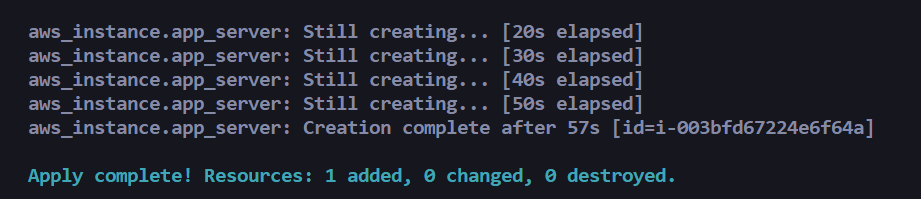 aws_instance.app_server: Still creating... [20s elapsed]
aws_instance.app_server: Still creating... [30s elapsed]
aws_instance.app_server: Still creating... [40s elapsed]
aws_instance.app_server: Still creating... [50s elapsed]
aws_instance.app_server: Creation complete after 57s [id=i-003bfd67224e6f64a]
Apply complete! Resources: 1 added, 0 changed, 0 destroyed.